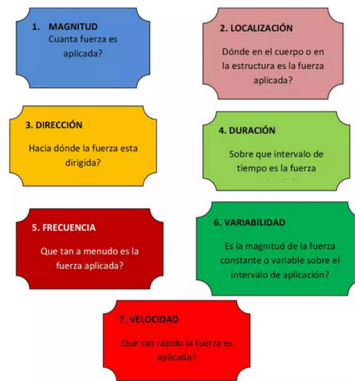 1. MAGNITUD
Cuanta fuerza es
aplicada?
2. LOCALIZACIÓN
Dónde en el cuerpo o en
la estructura es la fuerza
aplicada?
3. DIRECCIÓN
Hacia dónde la fuerza esta
dirigida?
4. DURACIÓN
Sobre que intervalo de
tiempo es la fuerza
5. FRECUENCIA
Que tan a menudo es la
fuerza aplicada?
6. VARIABILIDAD
Es la magnitud de la fuerza
constante o variable sobre el
intervalo de aplicación?
7. VELOCIDAD
Que tan rápido la fuerza es
aplicada?